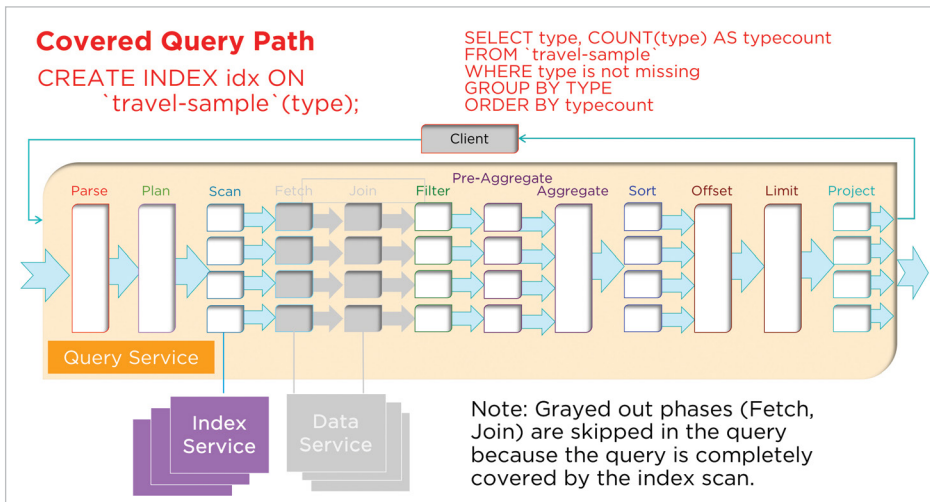 Covered Query Path
CREATE INDEX idx ON
`travel-sample`(type);
SELECT type, COUNT(type) AS typecount
FROM `travel-sample`
WHERE type is not missing
GROUP BY TYPE
ORDER BY typecount
Client
Parse
Plan
Scan
Fetch
Join
Filter
Pre-Aggregate
Aggregate
Sort
Offset
Limit
Project
Query Service
Index
Service
Data
Service
Note: Grayed out phases (Fetch,
Join) are skipped in the query
because the query is completely
covered by the index scan.